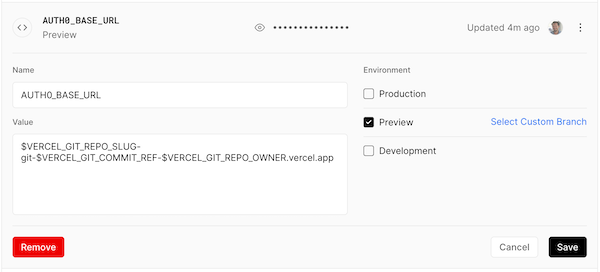 AUTH0_BASE_URL
Preview
•••••••••••••••
Updated 4m ago
Name
AUTH0_BASE_URL
Value
$VERCEL_GIT_REPO_SLUG-
git-$VERCEL_GIT_COMMIT_REF-$VERCEL_GIT_REPO_OWNER.vercel.app
Environment
Production
Preview
Select Custom Branch
Development
Remove
Cancel
Save